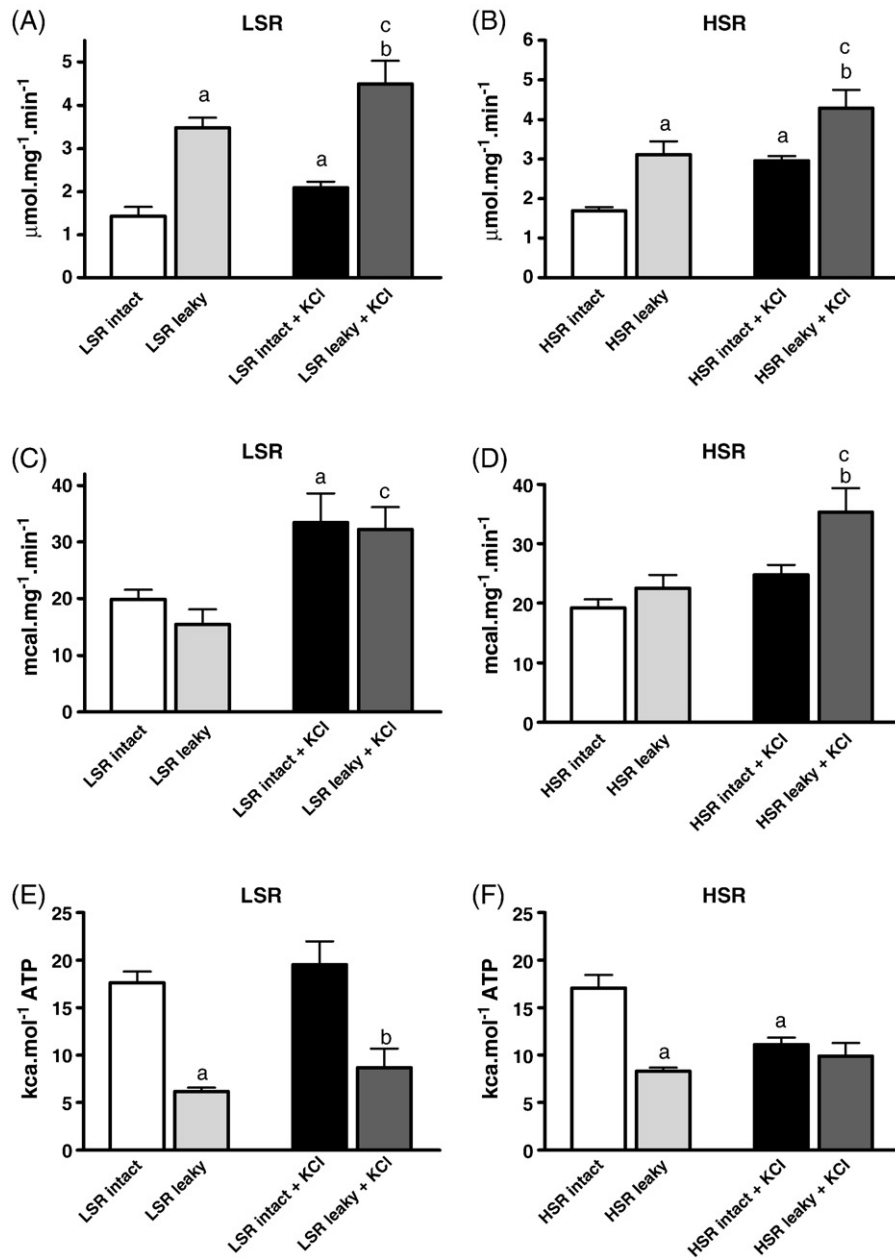 (A)
LSR
μmol.mg⁻¹.min⁻¹
5
4
3
2
1
0
a
a
c
b
LSR intact
LSR leaky
LSR intact + KCl
LSR leaky + KCl
(B)
HSR
μmol.mg⁻¹.min⁻¹
6
5
4
3
2
1
0
a
a
c
b
HSR intact
HSR leaky
HSR intact + KCl
HSR leaky + KCl
(C)
LSR
mcal.mg⁻¹.min⁻¹
40
30
20
10
0
a
c
LSR intact
LSR leaky
LSR intact + KCl
LSR leaky + KCl
(D)
HSR
mcal.mg⁻¹.min⁻¹
40
30
20
10
0
c
b
HSR intact
HSR leaky
HSR intact + KCl
HSR leaky + KCl
(E)
LSR
kca.mol⁻¹ ATP
25
20
15
10
5
0
a
b
LSR intact
LSR leaky
LSR intact + KCl
LSR leaky + KCl
(F)
HSR
kca.mol⁻¹ ATP
25
20
15
10
5
0
a
a
HSR intact
HSR leaky
HSR intact + KCl
HSR leaky + KCl